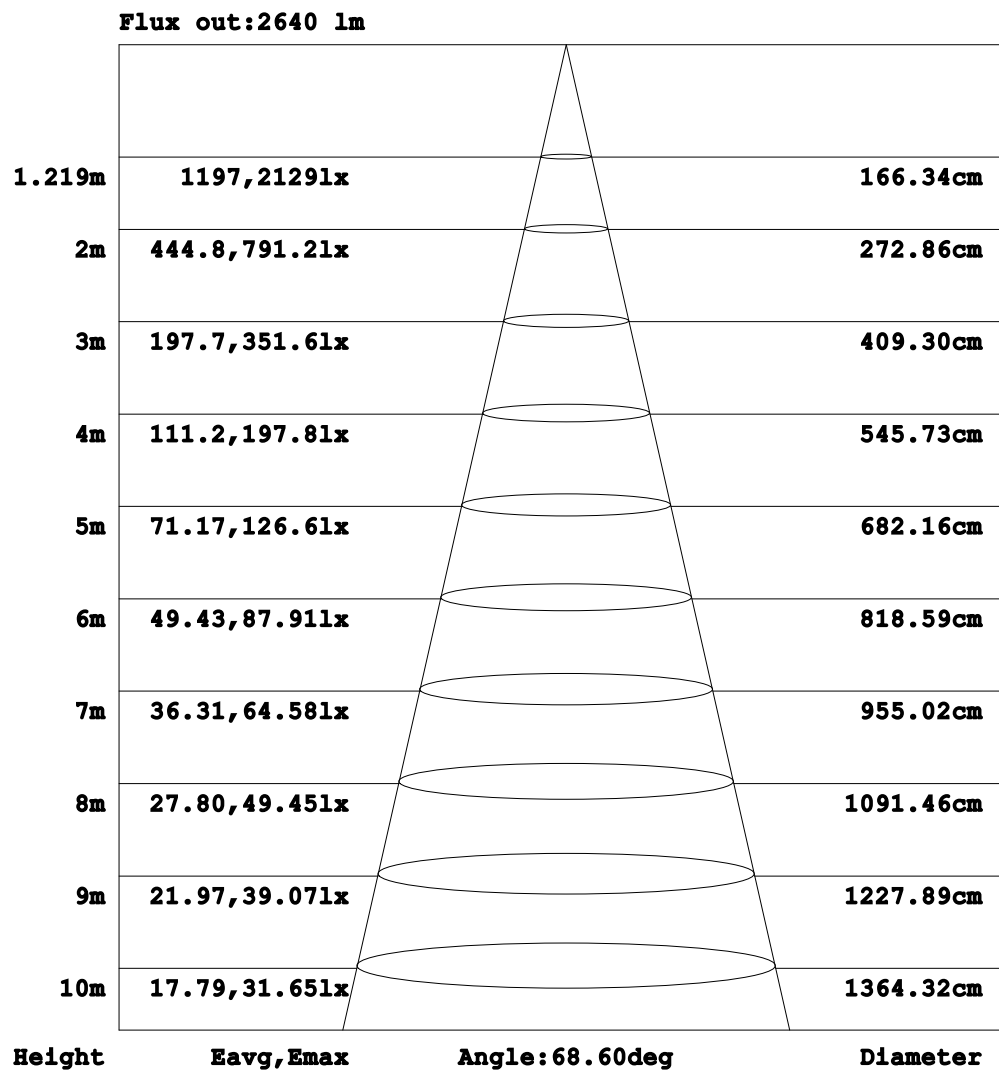 Flux out:2640 lm
1.219m 1197,2129lx 166.34cm
2m 444.8,791.2lx 272.86cm
3m 197.7,351.6lx 409.30cm
4m 111.2,197.8lx 545.73cm
5m 71.17,126.6lx 682.16cm
6m 49.43,87.91lx 818.59cm
7m 36.31,64.58lx 955.02cm
8m 27.80,49.45lx 1091.46cm
9m 21.97,39.07lx 1227.89cm
10m 17.79,31.65lx 1364.32cm
Height Eavg,Emax Angle:68.60deg Diameter